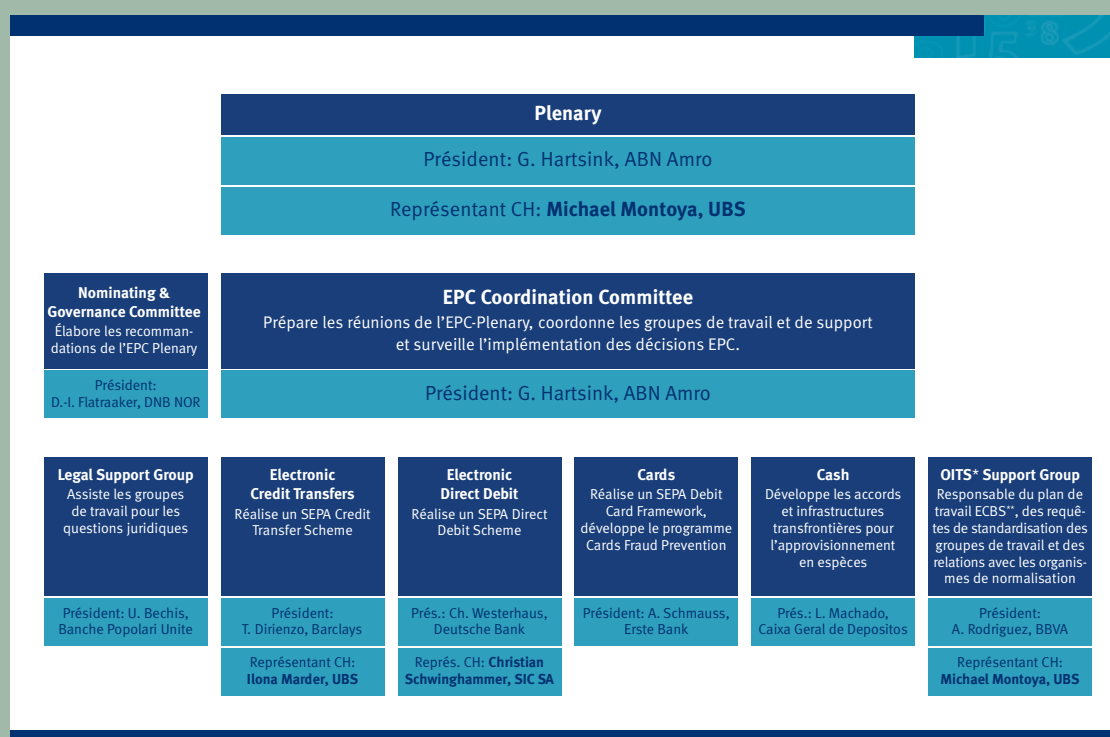 Plenary
Président: G. Hartsink, ABN Amro
Représentant CH: Michael Montoya, UBS
Nominating &
Governance Committee
Élabore les recomman-
dations de l'EPC Plenary
Président:
D.-I. Flatraaker, DNB NOR
EPC Coordination Committee
Prépare les réunions de l'EPC-Plenary, coordonne les groupes de travail et de support
et surveille l'implémentation des décisions EPC.
Président: G. Hartsink, ABN Amro
Legal Support Group
Assiste les groupes
de travail pour les
questions juridiques
Président: U. Bechis,
Banche Popolari Unite
Electronic
Credit Transfers
Réalise un SEPA Credit
Transfer Scheme
Président:
T. Dirienzo, Barclays
Représentant CH:
Ilona Marder, UBS
Electronic
Direct Debit
Réalise un SEPA Direct
Debit Scheme
Prés.: Ch. Westerhaus,
Deutsche Bank
Représ. CH: Christian
Schwinghammer, SIC SA
Cards
Réalise un SEPA Debit
Card Framework,
développe le programme
Cards Fraud Prevention
Président: A. Schmauss,
Erste Bank
Cash
Développe les accords
et infrastructures
transfrontières pour
l'approvisionnement
en espèces
Prés.: L. Machado,
Caixa Geral de Depositos
OITS* Support Group
Responsable du plan de
travail ECBS**, des requê-
tes de standardisation des
groupes de travail et des
relations avec les organis-
mes de normalisation
Président:
A. Rodriguez, BBVA
Représentant CH:
Michael Montoya, UBS